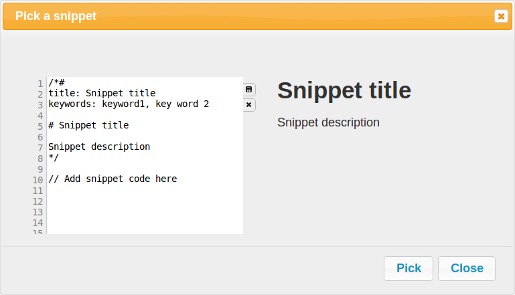 Pick a snippet
1 /*#
2 title: Snippet title
3 keywords: keyword1, key word 2
4
5 # Snippet title
6
7 Snippet description
8 */
9
10 // Add snippet code here
11
12
13
14
15
Snippet title
Snippet description
Pick Close